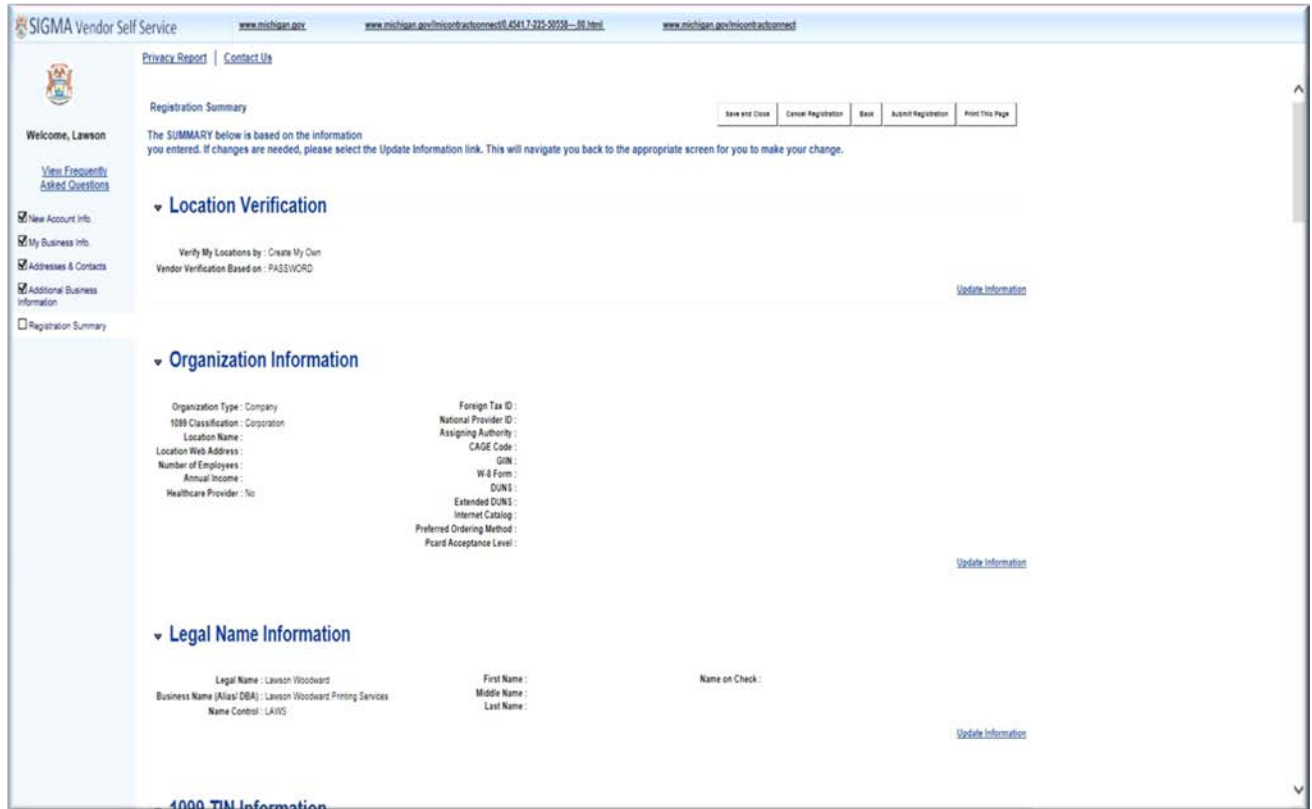 SIGMA Vendor Self Service
www.michigan.gov
www.michigan.gov/micontractconnect
Privacy Report | Contact Us
Welcome, Lawson
View Frequently
Asked Questions
New Account Info.
My Business Info.
Addresses & Contacts
Additional Business
Information
Registration Summary
Registration Summary
Save and Close Cancel Registration Back Submit Registration Print This Page
The SUMMARY below is based on the information
you entered. If changes are needed, please select the Update Information link. This will navigate you back to the appropriate screen for you to make your change.
Location Verification
Verify My Locations by : Create My Own
Vendor Verification Based on : PASSWORD
Update Information
Organization Information
Organization Type : Company
1099 Classification : Corporation
Location Name :
Location Web Address :
Number of Employees :
Annual Income :
Healthcare Provider : No
Foreign Tax ID :
National Provider ID :
Assigning Authority :
CAGE Code :
GIIN :
W-8 Form :
DUNS :
Extended DUNS :
Internet Catalog :
Preferred Ordering Method :
Pcard Acceptance Level :
Update Information
Legal Name Information
Legal Name : Lawson Woodward
Business Name (Alias/ DBA) : Lawson Woodward Printing Services
Name Control : LAWS
First Name :
Middle Name :
Last Name :
Name on Check :
Update Information
1099 TIN Information